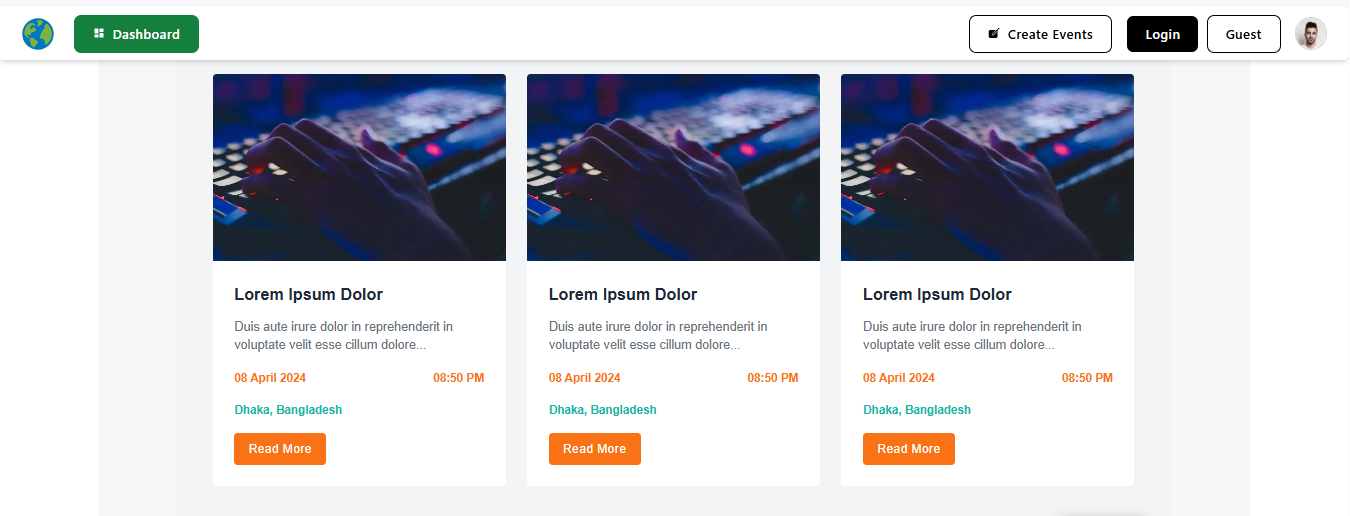 Dashboard
Create Events
Login
Guest
Lorem Ipsum Dolor
Duis aute irure dolor in reprehenderit in
voluptate velit esse cillum dolore...
08 April 2024 08:50 PM
Dhaka, Bangladesh
Read More
Lorem Ipsum Dolor
Duis aute irure dolor in reprehenderit in
voluptate velit esse cillum dolore...
08 April 2024 08:50 PM
Dhaka, Bangladesh
Read More
Lorem Ipsum Dolor
Duis aute irure dolor in reprehenderit in
voluptate velit esse cillum dolore...
08 April 2024 08:50 PM
Dhaka, Bangladesh
Read More